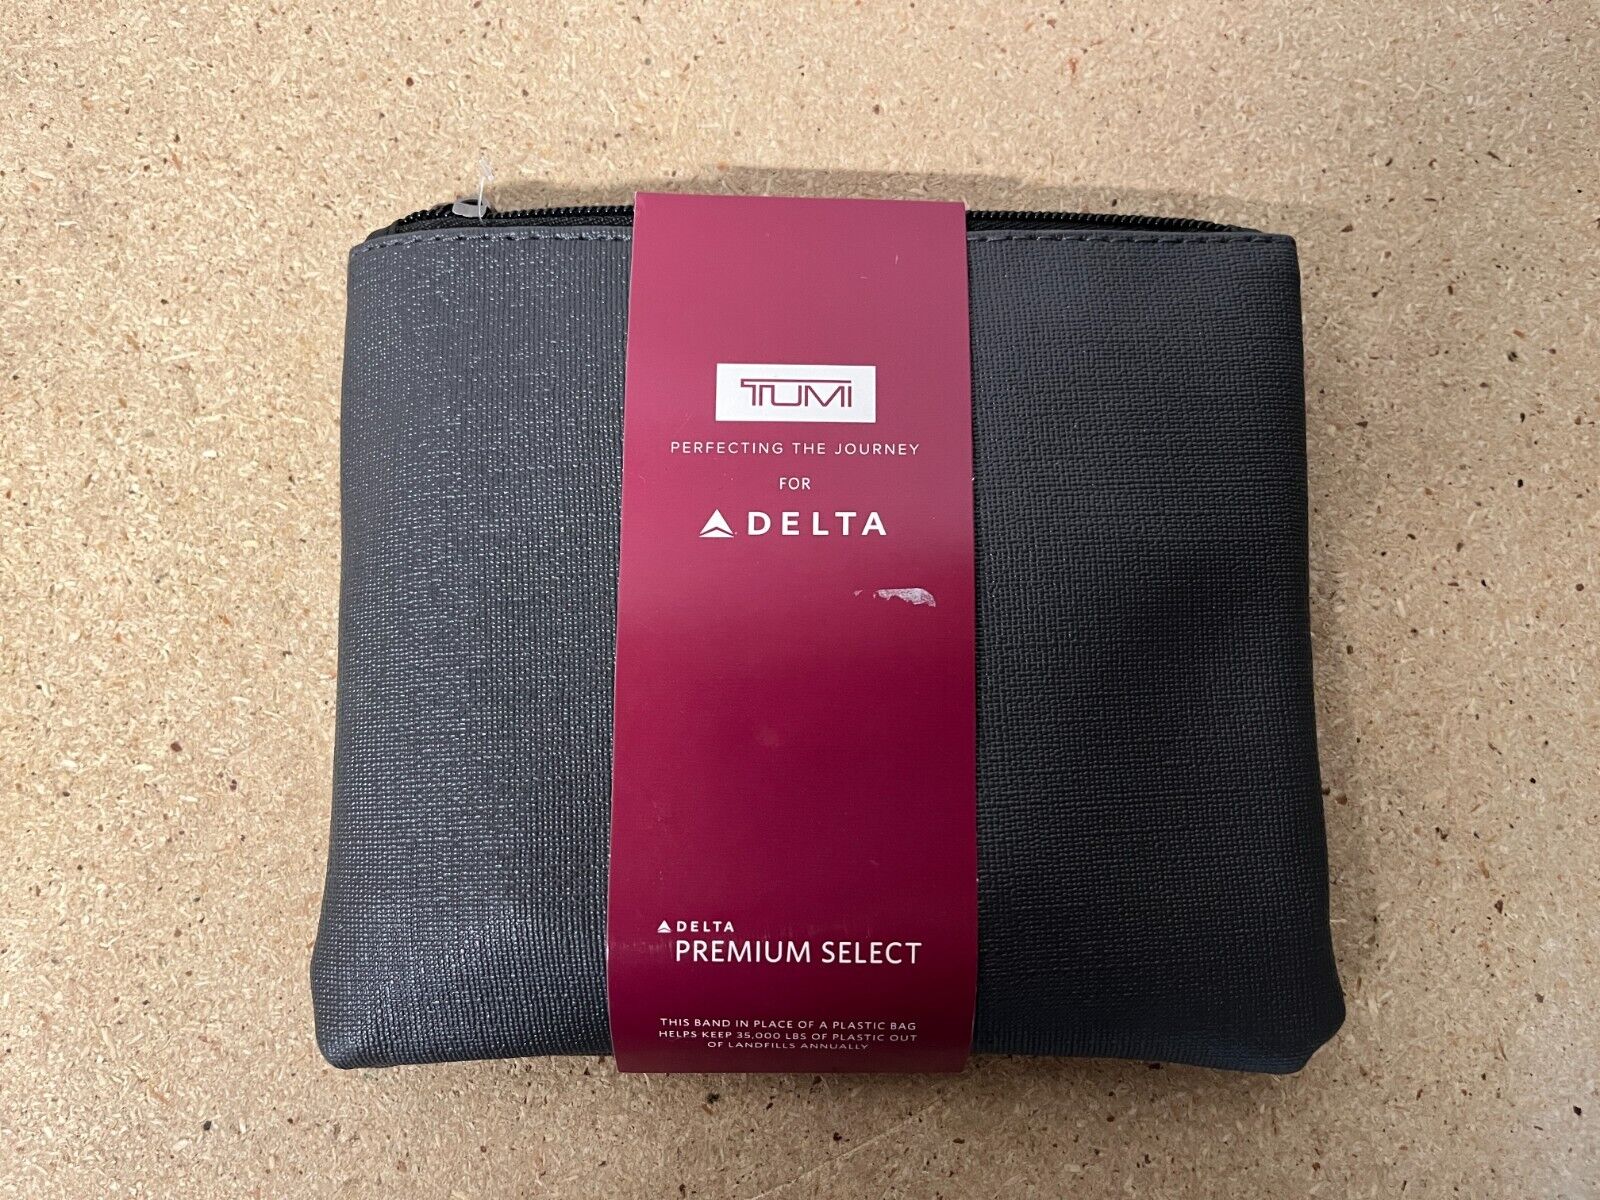 TUMI
PERFECTING THE JOURNEY
FOR
DELTA
DELTA
PREMIUM SELECT
THIS BAND IN PLACE OF A PLASTIC BAG
HELPS KEEP 35,000 LBS OF PLASTIC OUT
OF LANDFILLS ANNUALLY